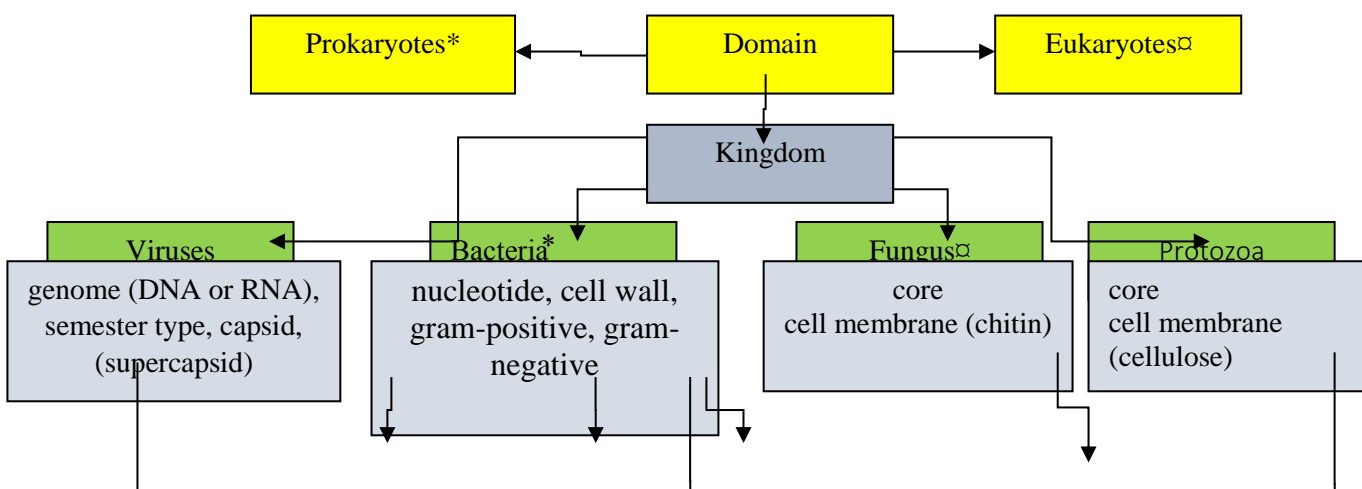 Prokaryotes*
Domain
Eukaryotes¤
Kingdom
Viruses
Bacteria*
Fungus¤
Protozoa
genome (DNA or RNA),
semester type, capsid,
(supercapsid)
nucleotide, cell wall,
gram-positive, gram-
negative
core
cell membrane (chitin)
core
cell membrane
(cellulose)